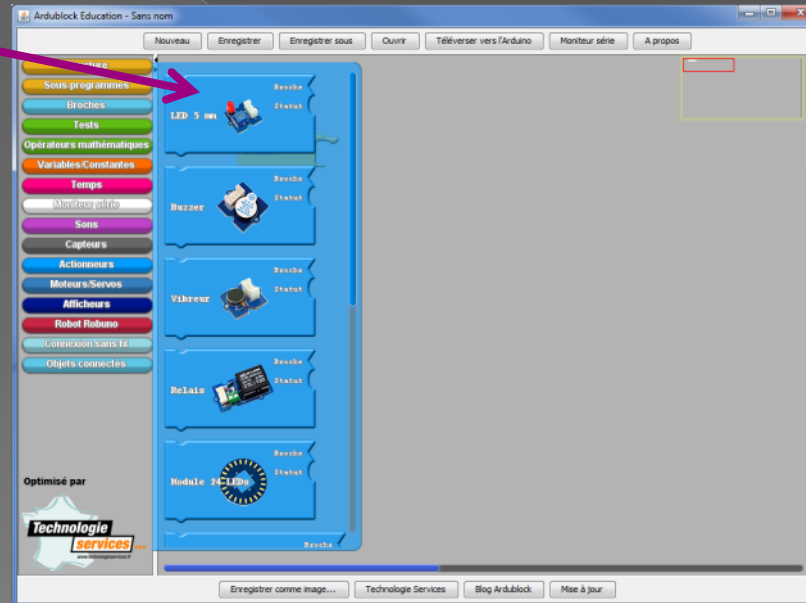 Ardublock Education - Sans nom
Nouveau
Enregistrer
Enregistrer sous
Ouvrir
Téléverser vers l'Arduino
Moniteur série
A propos
Sous-programmes
Broches
Tests
Opérateurs mathématiques
Variables/Constantes
Temps
Moniteur série
Sons
Capteurs
Actionneurs
Moteurs/Servos
Afficheurs
Robot Robuno
Connexion sans fil
Objets connectés
Broche
LED 5 mm
Statut
Broche
Buzzer
Statut
Broche
Vibreur
Statut
Broche
Relais
Statut
Broche
Module 24 LEDs
Statut
Broche
Optimisé par
Technologie
services...
Enregistrer comme image...
Technologie Services
Blog Ardublock
Mise à jour